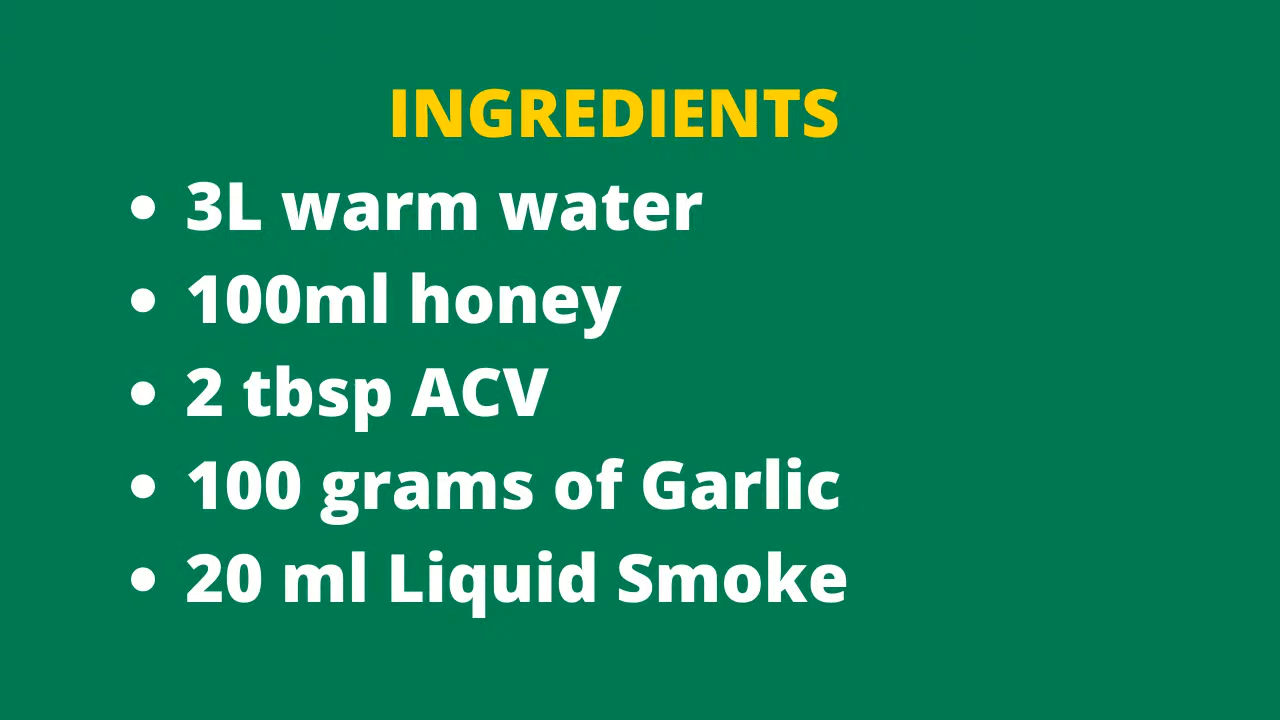 INGREDIENTS
• 3L warm water
• 100ml honey
• 2 tbsp ACV
• 100 grams of Garlic
• 20 ml Liquid Smoke